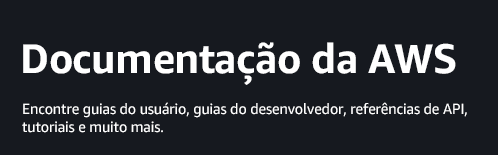 Documentação da AWS
Encontre guias do usuário, guias do desenvolvedor, referências de API,
tutoriais e muito mais.